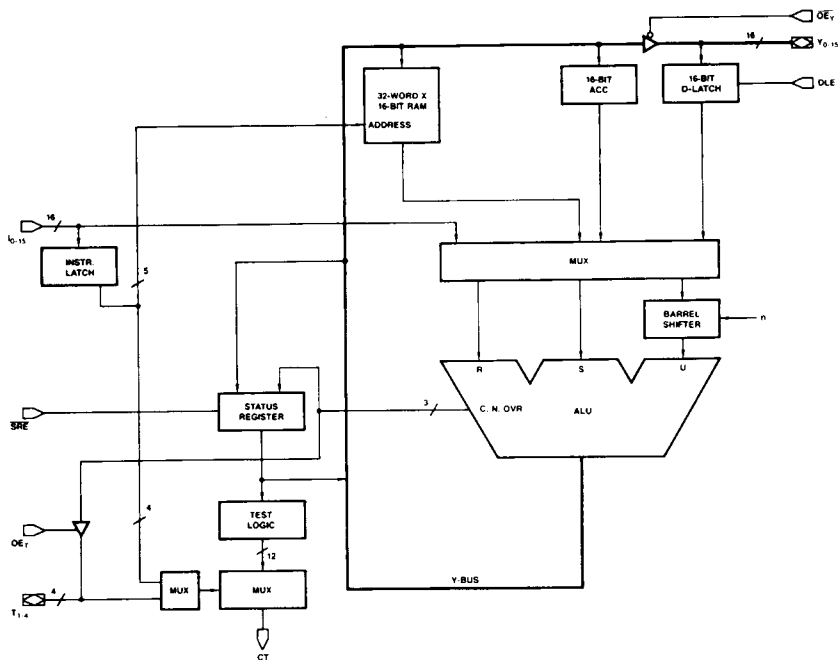 OEY
16
Y0-15
32-WORD X
16-BIT RAM
ADDRESS
16-BIT
ACC
16-BIT
D-LATCH
DLE
16
I0-15
INSTR.
LATCH
5
MUX
BARREL
SHIFTER
n
R
S
U
STATUS
REGISTER
3
C. N. OVR
ALU
SRE
4
TEST
LOGIC
OET
12
4
T1-4
MUX
MUX
Y-BUS
CT